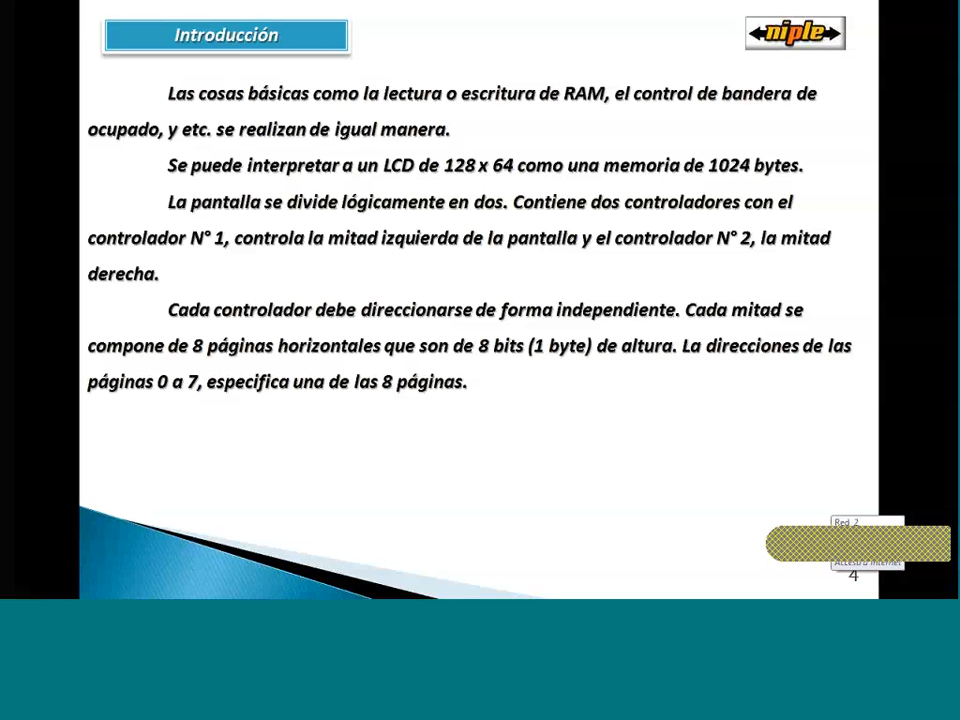 Introducción
niple
Las cosas básicas como la lectura o escritura de RAM, el control de bandera de
ocupado, y etc. se realizan de igual manera.
Se puede interpretar a un LCD de 128 x 64 como una memoria de 1024 bytes.
La pantalla se divide lógicamente en dos. Contiene dos controladores con el
controlador N° 1, controla la mitad izquierda de la pantalla y el controlador N° 2, la mitad
derecha.
Cada controlador debe direccionarse de forma independiente. Cada mitad se
compone de 8 páginas horizontales que son de 8 bits (1 byte) de altura. La direcciones de las
páginas 0 a 7, especifica una de las 8 páginas.
Red 2
Acceso a Internet
4